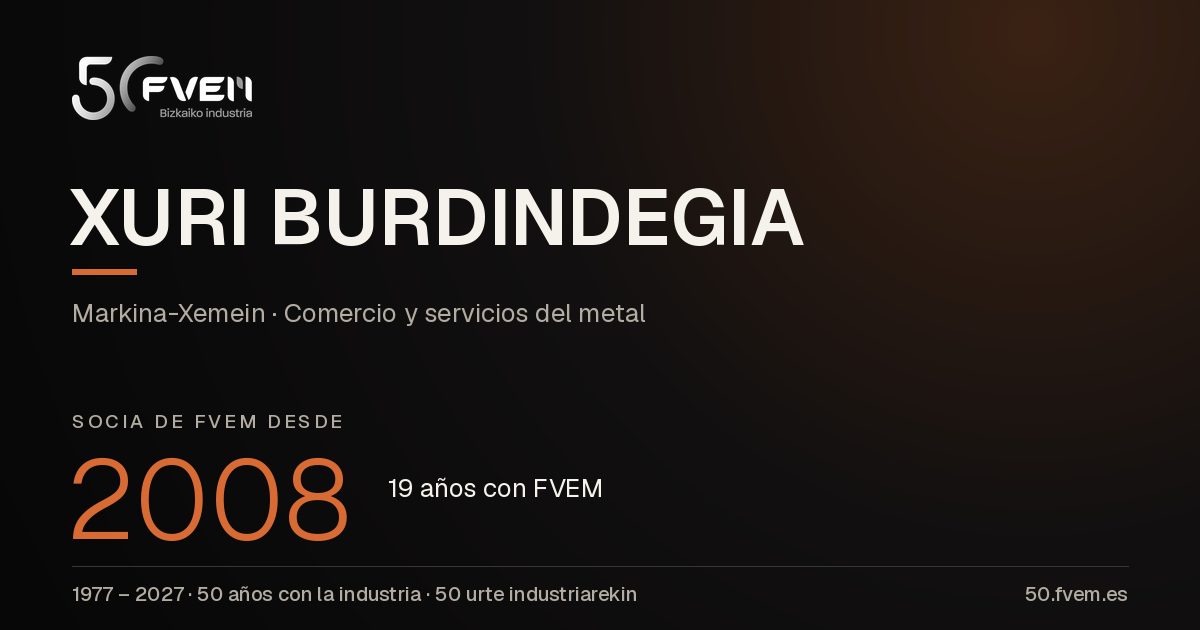 50 FVEM
Bizkaiko industria
XURI BURDINDEGIA
Markina-Xemein · Comercio y servicios del metal
SOCIA DE FVEM DESDE
2008
19 años con FVEM
1977 – 2027 · 50 años con la industria · 50 urte industriarekin
50.fvem.es